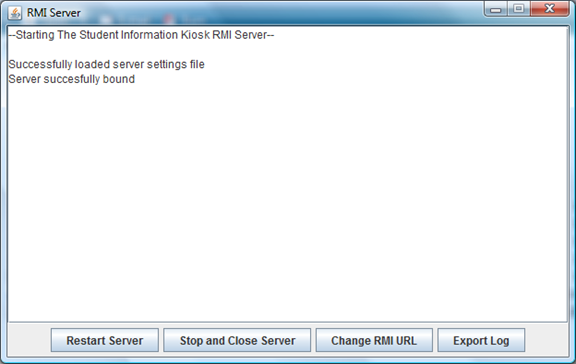 RMI Server
--Starting The Student Information Kiosk RMI Server--
Successfully loaded server settings file
Server succesfully bound
Restart Server
Stop and Close Server
Change RMI URL
Export Log